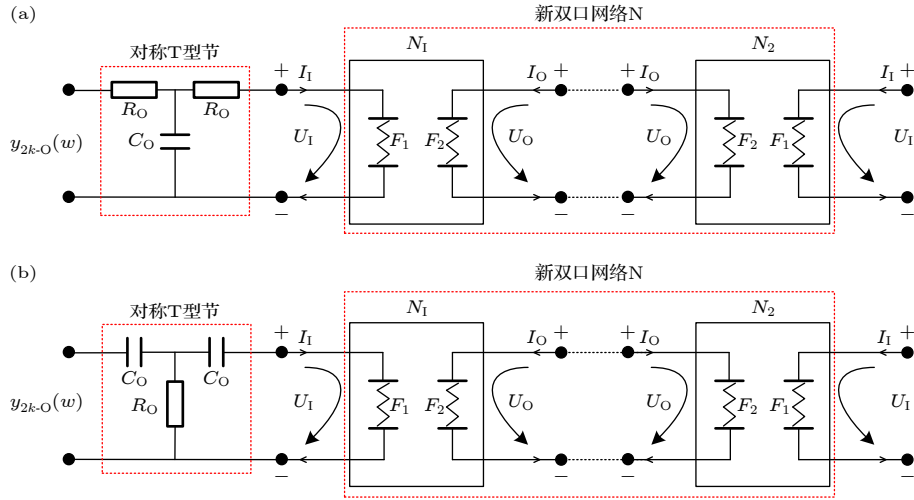 (a)
新双口网络N
对称T型节
N_I
N_2
+ I_I
I_O +
+ I_O
I_I +
R_O R_O
y_{2k-O}(w)
C_O
U_I
F_1 F_2
U_O
U_O
F_2 F_1
U_I
− − − −
(b)
新双口网络N
对称T型节
N_I
N_2
+ I_I
I_O +
+ I_O
I_I +
C_O C_O
y_{2k-O}(w)
R_O
U_I
F_1 F_2
U_O
U_O
F_2 F_1
U_I
− − − −